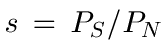 s = P_S/P_N